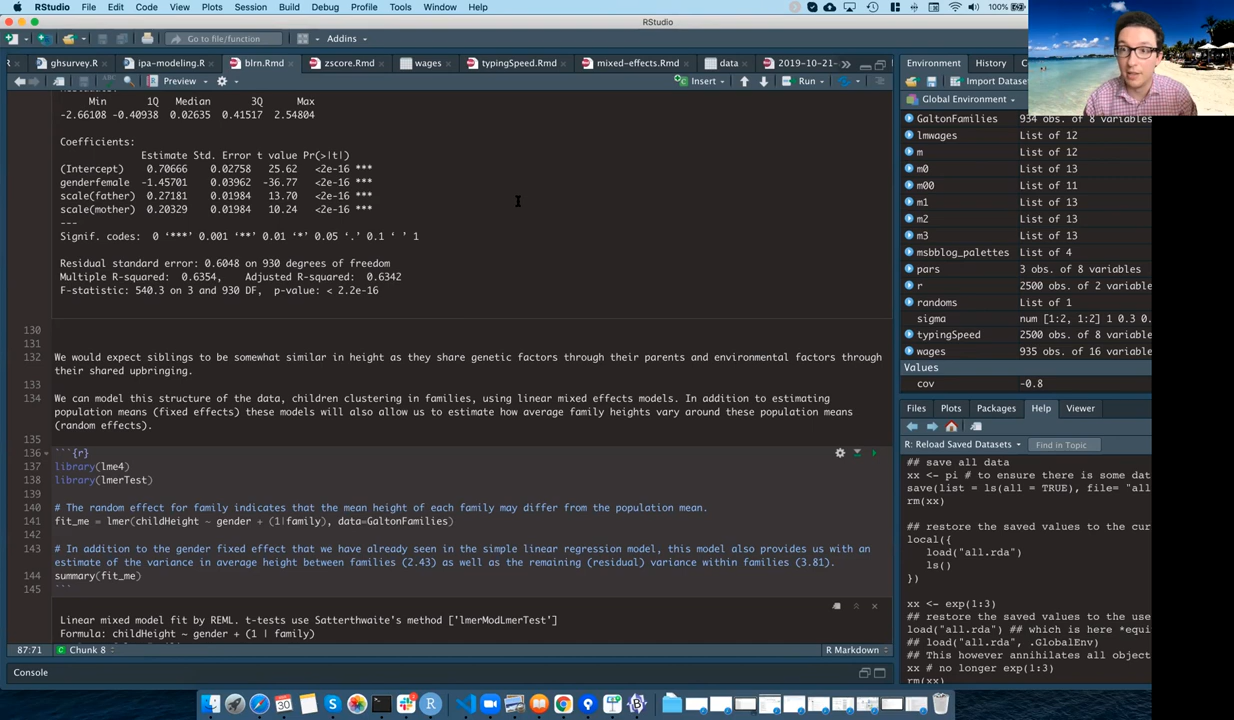 RStudio File Edit Code View Plots Session Build Debug Profile Tools Window Help 100%
RStudio
Go to file/function Addins
ghsurvey.R ipa-modeling.R blrn.Rmd zscore.Rmd wages typingSpeed.Rmd mixed-effects.Rmd data 2019-10-21-
Preview Insert Run
Min 1Q Median 3Q Max
-2.66108 -0.40938 0.02635 0.41517 2.54804
Coefficients:
Estimate Std. Error t value Pr(>|t|)
(Intercept) 0.70666 0.02758 25.62 <2e-16 ***
genderfemale -1.45701 0.03962 -36.77 <2e-16 ***
scale(father) 0.27181 0.01984 13.70 <2e-16 ***
scale(mother) 0.20329 0.01984 10.24 <2e-16 ***
---
Signif. codes: 0 ‘***’ 0.001 ‘**’ 0.01 ‘*’ 0.05 ‘.’ 0.1 ‘ ’ 1
Residual standard error: 0.6048 on 930 degrees of freedom
Multiple R-squared: 0.6354, Adjusted R-squared: 0.6342
F-statistic: 540.3 on 3 and 930 DF, p-value: < 2.2e-16
130
131
132 We would expect siblings to be somewhat similar in height as they share genetic factors through their parents and environmental factors through
their shared upbringing.
133
134 We can model this structure of the data, children clustering in families, using linear mixed effects models. In addition to estimating
population means (fixed effects) these models will also allow us to estimate how average family heights vary around these population means
(random effects).
135
136 ```{r}
137 library(lme4)
138 library(lmerTest)
139
140 # The random effect for family indicates that the mean height of each family may differ from the population mean.
141 fit_me = lmer(childHeight ~ gender + (1|family), data=GaltonFamilies)
142
143 # In addition to the gender fixed effect that we have already seen in the simple linear regression model, this model also provides us with an
estimate of the variance in average height between families (2.43) as well as the remaining (residual) variance within families (3.81).
144 summary(fit_me)
145 ```
Linear mixed model fit by REML. t-tests use Satterthwaite's method ['lmerModLmerTest']
Formula: childHeight ~ gender + (1 | family)
87:71 Chunk 8 R Markdown
Console
Environment History
Import Dataset
Global Environment
GaltonFamilies 934 obs. of 8 variables
lmwages List of 12
m List of 12
m0 List of 13
m00 List of 11
m1 List of 13
m2 List of 13
m3 List of 13
msbblog_palettes List of 4
pars 3 obs. of 8 variables
r 2500 obs. of 2 variables
randoms List of 1
sigma num [1:2, 1:2] 1 0.3 0.
typingSpeed 2500 obs. of 8 variables
wages 935 obs. of 16 variables
Values
cov -0.8
Files Plots Packages Help Viewer
R: Reload Saved Datasets Find in Topic
## save all data
xx <- pi # to ensure there is some dat
save(list = ls(all = TRUE), file= "all
rm(xx)
## restore the saved values to the cur
local({
load("all.rda")
ls()
})
xx <- exp(1:3)
## restore the saved values to the use
load("all.rda") ## which is here *equi
## load("all.rda", .GlobalEnv)
## This however annihilates all object
xx # no longer exp(1:3)
rm(xx)